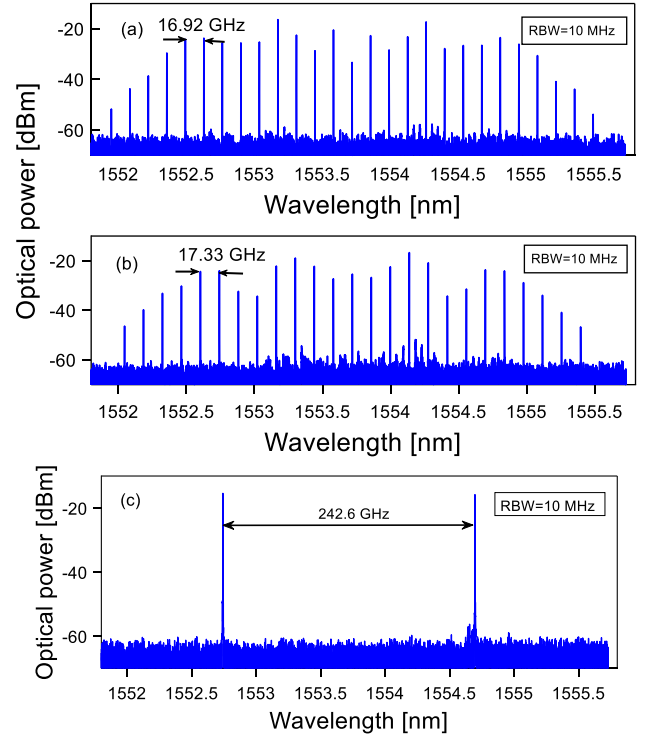 (a) 16.92 GHz RBW=10 MHz
-20
-40
-60
1552 1552.5 1553 1553.5 1554 1554.5 1555 1555.5
Wavelength [nm]
Optical power [dBm]
(b) 17.33 GHz RBW=10 MHz
-20
-40
-60
1552 1552.5 1553 1553.5 1554 1554.5 1555 1555.5
Wavelength [nm]
Optical power [dBm]
(c) 242.6 GHz RBW=10 MHz
-20
-40
-60
1552 1552.5 1553 1553.5 1554 1554.5 1555 1555.5
Wavelength [nm]